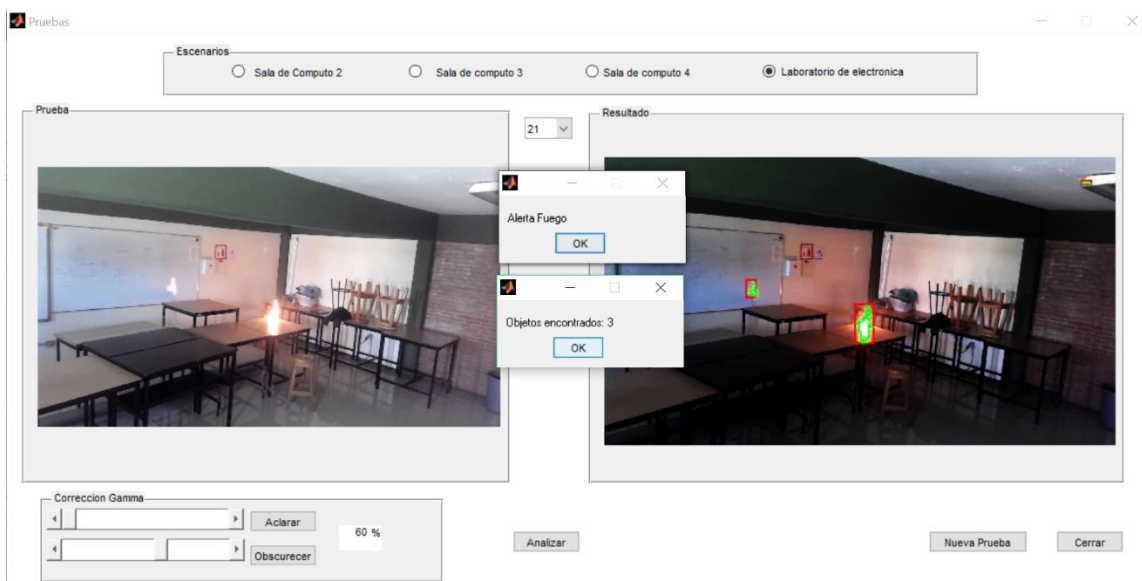 Pruebas
Escenarios
Sala de Computo 2
Sala de computo 3
Sala de computo 4
Laboratorio de electronica
Prueba
21
Resultado
Alerta Fuego
OK
Objetos encontrados: 3
OK
Correccion Gamma
Aclarar
60 %
Obscurecer
Analizar
Nueva Prueba
Cerrar